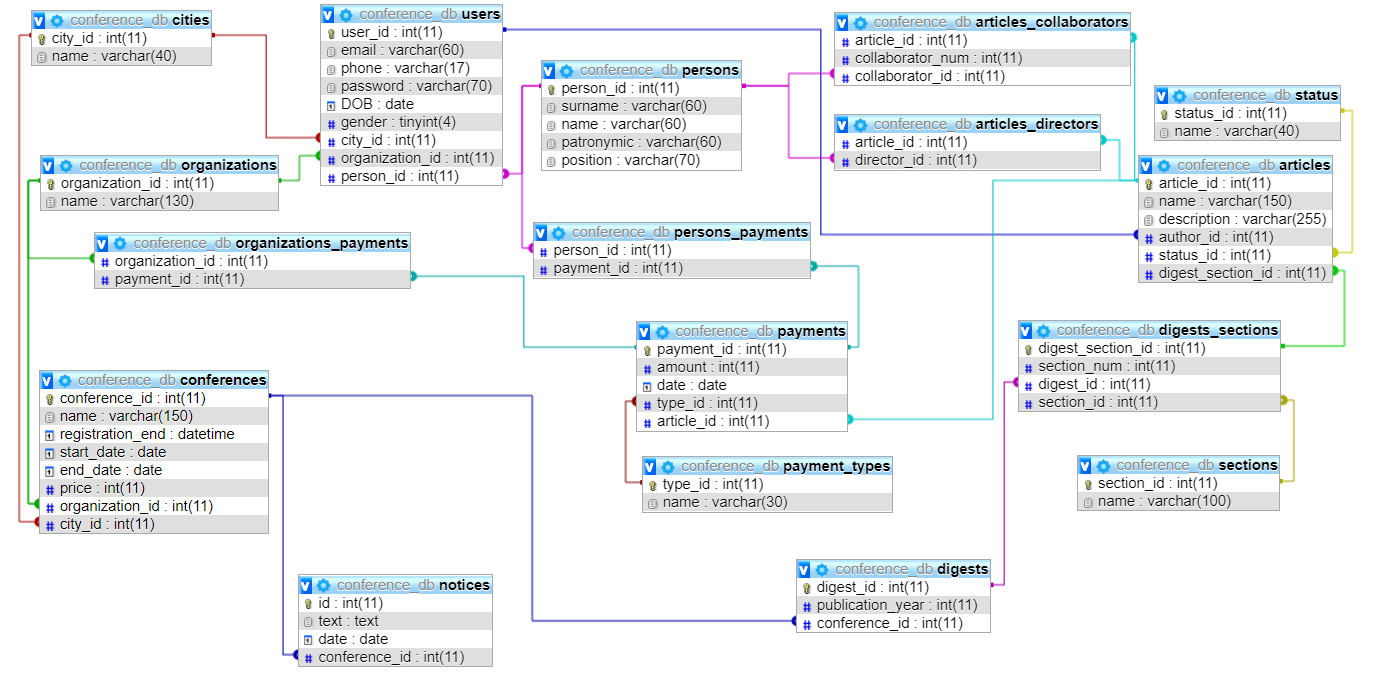 conference_db cities
city_id : int(11)
name : varchar(40)
conference_db users
user_id : int(11)
email : varchar(60)
phone : varchar(17)
password : varchar(70)
DOB : date
gender : tinyint(4)
city_id : int(11)
organization_id : int(11)
person_id : int(11)
conference_db persons
person_id : int(11)
surname : varchar(60)
name : varchar(60)
patronymic : varchar(60)
position : varchar(70)
conference_db articles_collaborators
article_id : int(11)
collaborator_num : int(11)
collaborator_id : int(11)
conference_db status
status_id : int(11)
name : varchar(40)
conference_db articles_directors
article_id : int(11)
director_id : int(11)
conference_db organizations
organization_id : int(11)
name : varchar(130)
conference_db articles
article_id : int(11)
name : varchar(150)
description : varchar(255)
author_id : int(11)
status_id : int(11)
digest_section_id : int(11)
conference_db organizations_payments
organization_id : int(11)
payment_id : int(11)
conference_db persons_payments
person_id : int(11)
payment_id : int(11)
conference_db payments
payment_id : int(11)
amount : int(11)
date : date
type_id : int(11)
article_id : int(11)
conference_db digests_sections
digest_section_id : int(11)
section_num : int(11)
digest_id : int(11)
section_id : int(11)
conference_db conferences
conference_id : int(11)
name : varchar(150)
registration_end : datetime
start_date : date
end_date : date
price : int(11)
organization_id : int(11)
city_id : int(11)
conference_db payment_types
type_id : int(11)
name : varchar(30)
conference_db sections
section_id : int(11)
name : varchar(100)
conference_db notices
id : int(11)
text : text
date : date
conference_id : int(11)
conference_db digests
digest_id : int(11)
publication_year : int(11)
conference_id : int(11)